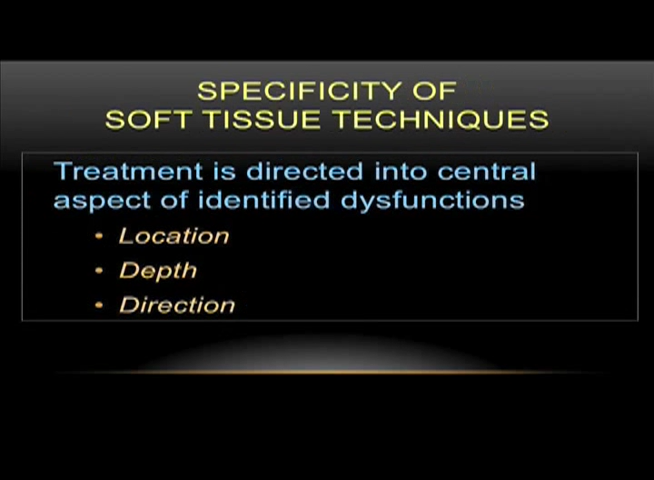 SPECIFICITY OF
SOFT TISSUE TECHNIQUES
Treatment is directed into central
aspect of identified dysfunctions
• Location
• Depth
• Direction